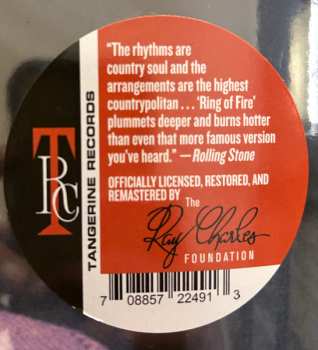 TRC
TANGERINE RECORDS
"The rhythms are
country soul and the
arrangements are the highest
countrypolitan . . . ‘Ring of Fire’
plummets deeper and burns hotter
than even that more famous version
you've heard." —Rolling Stone
OFFICIALLY LICENSED, RESTORED, AND
REMASTERED BY The
Ray Charles
FOUNDATION
7 08857 22491 3